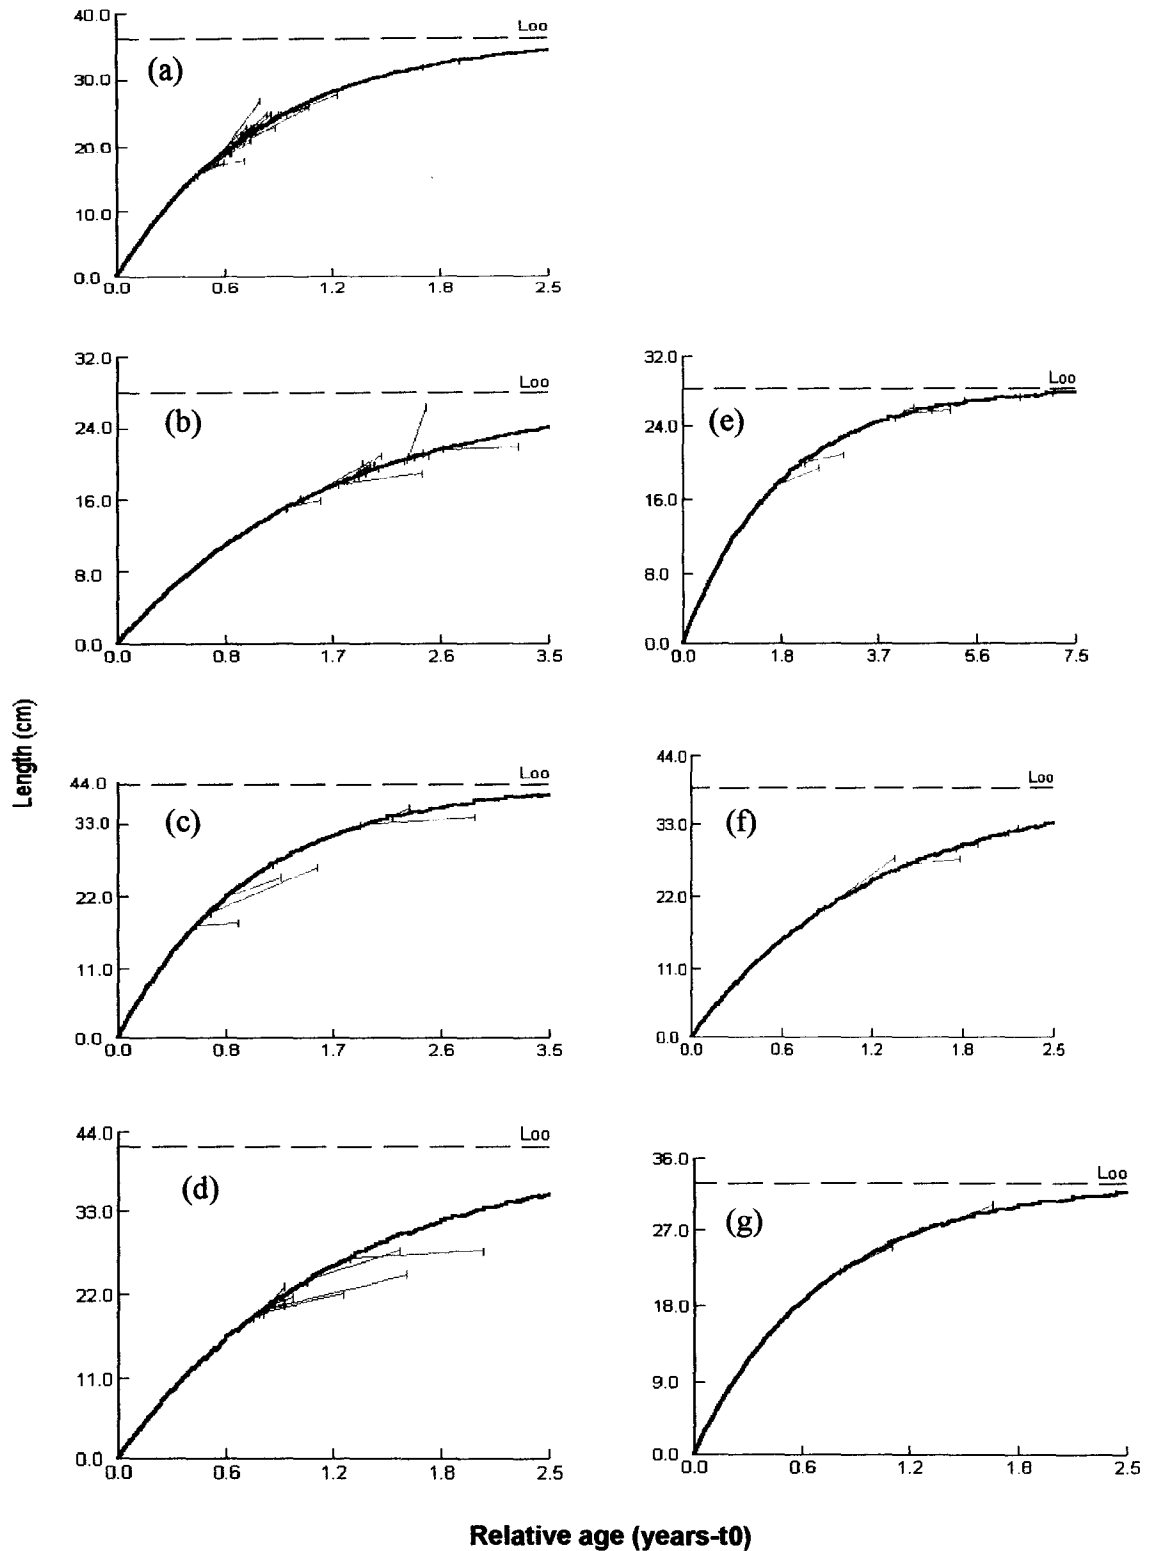 40.0
Loo
(a)
30.0
20.0
10.0
0.0
0.0 0.6 1.2 1.8 2.5
32.0
Loo
(b)
24.0
16.0
8.0
0.0
0.0 0.8 1.7 2.6 3.5
32.0
Loo
(e)
24.0
16.0
8.0
0.0
0.0 1.8 3.7 5.6 7.5
Length (cm)
44.0
Loo
(c)
33.0
22.0
11.0
0.0
0.0 0.8 1.7 2.6 3.5
44.0
Loo
(f)
33.0
22.0
11.0
0.0
0.0 0.6 1.2 1.8 2.5
44.0
Loo
(d)
33.0
22.0
11.0
0.0
0.0 0.6 1.2 1.8 2.5
36.0
Loo
(g)
27.0
18.0
9.0
0.0
0.0 0.6 1.2 1.8 2.5
Relative age (years-t0)